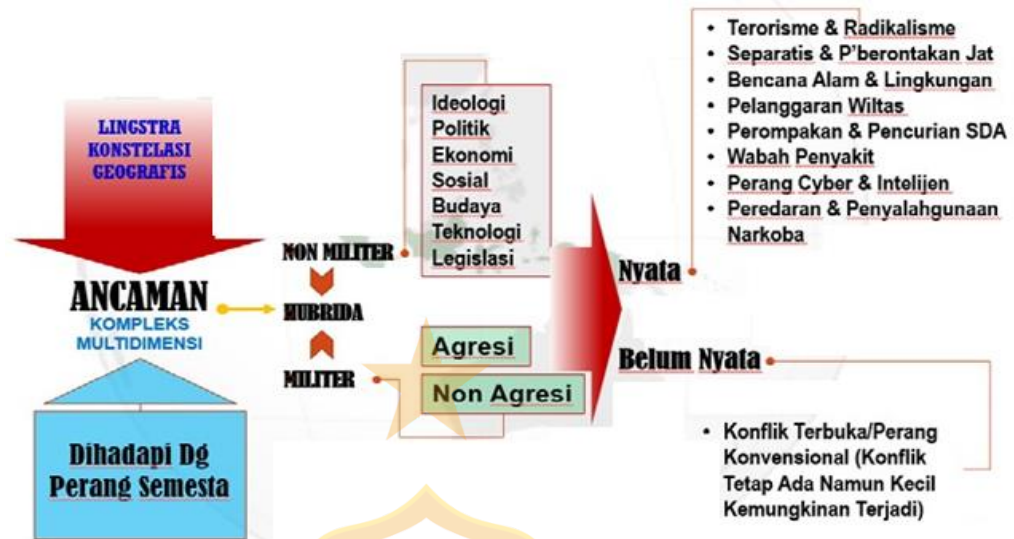 LINGSTRA
KONSTELASI
GEOGRAFIS
ANCAMAN
KOMPLEKS
MULTIDIMENSI
Dihadapi Dg
Perang Semesta
NON MILITER
HUBRIDA
MILITER
Ideologi
Politik
Ekonomi
Sosial
Budaya
Teknologi
Legislasi
Agresi
Non Agresi
Nyata
Belum Nyata
• Terorisme & Radikalisme
• Separatis & P'berontakan Jat
• Bencana Alam & Lingkungan
• Pelanggaran Wiltas
• Perompakan & Pencurian SDA
• Wabah Penyakit
• Perang Cyber & Intelijen
• Peredaran & Penyalahgunaan
Narkoba
• Konflik Terbuka/Perang
Konvensional (Konflik
Tetap Ada Namun Kecil
Kemungkinan Terjadi)